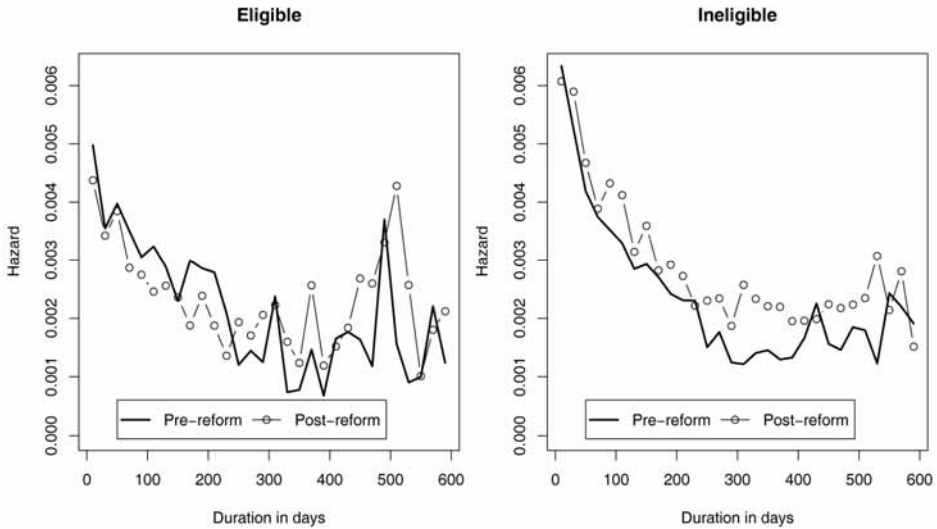 Eligible
Hazard
0.006
0.005
0.004
0.003
0.002
0.001
0.000
Pre−reform
Post−reform
0 100 200 300 400 500 600
Duration in days
Ineligible
Hazard
0.006
0.005
0.004
0.003
0.002
0.001
0.000
Pre−reform
Post−reform
0 100 200 300 400 500 600
Duration in days